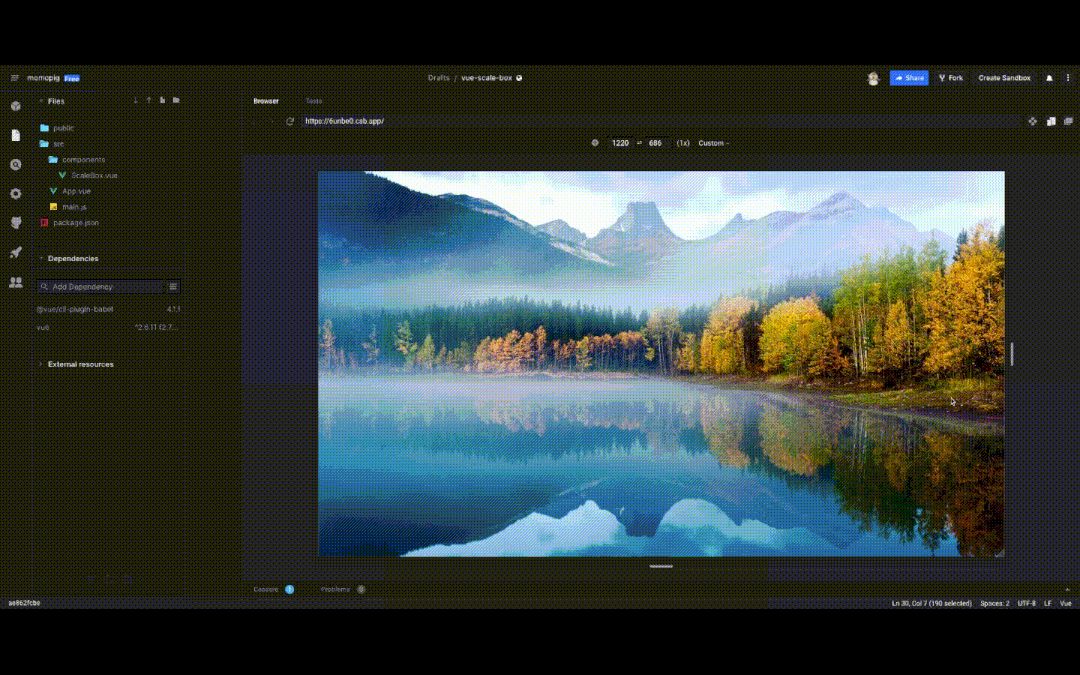 momopig Free
Drafts / vue-scale-box
Share
Fork
Create Sandbox
Files
Browser
Tests
https://6unbe0.csb.app/
public
src
components
ScaleBox.vue
App.vue
main.js
package.json
1220
686
(1x)
Custom
Dependencies
Add Dependency
@vue/cli-plugin-babel 4.1.1
vue ^2.6.11 (2.7...
External resources
Console 1
Problems 0
ae862fcbe
Ln 30, Col 7 (190 selected)
Spaces: 2
UTF-8
LF
Vue